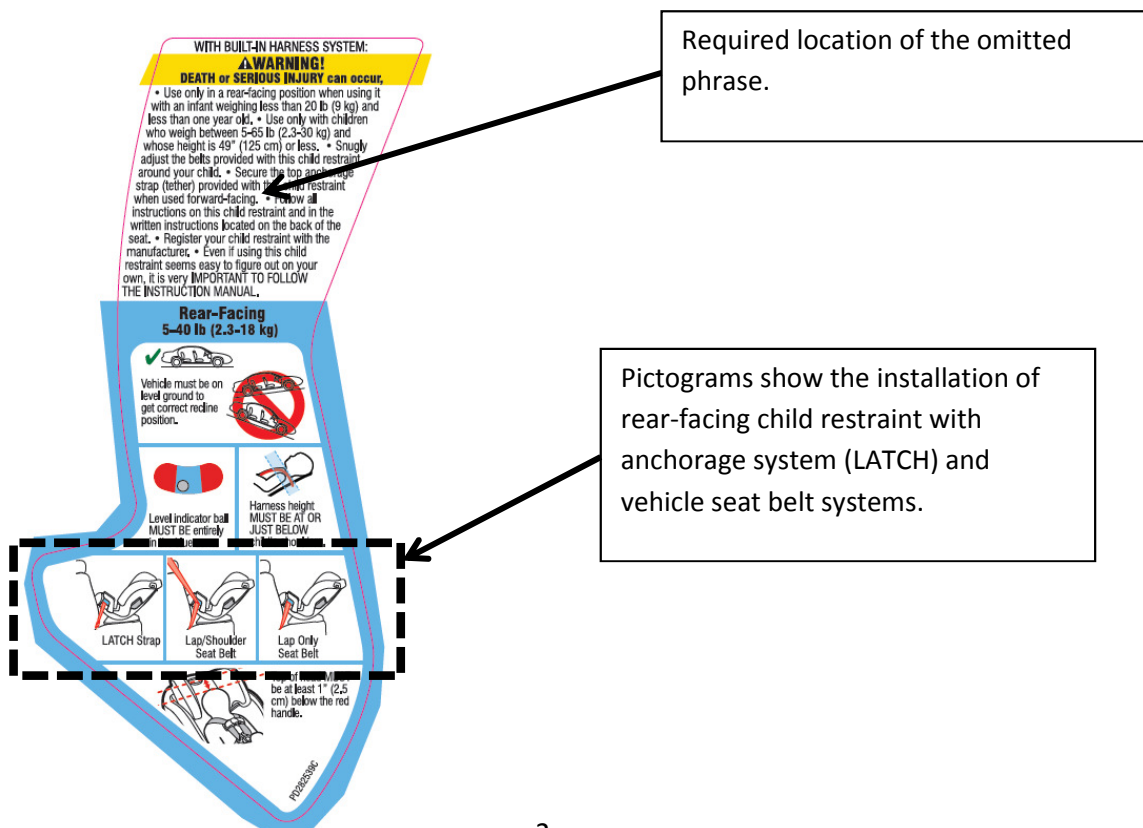 WITH BUILT-IN HARNESS SYSTEM:
WARNING!
DEATH or SERIOUS INJURY can occur,
• Use only in a rear-facing position when using it
with an infant weighing less than 20 lb (9 kg) and
less than one year old. • Use only with children
who weigh between 5-65 lb (2.3-30 kg) and
whose height is 49" (125 cm) or less. • Snugly
adjust the belts provided with this child restraint
around your child. • Secure the top anchorage
strap (tether) provided with the child restraint
when used forward-facing. • Follow all
instructions on this child restraint and in the
written instructions located on the back of the
seat. • Register your child restraint with the
manufacturer. • Even if using this child
restraint seems easy to figure out on your
own, it is very IMPORTANT TO FOLLOW
THE INSTRUCTION MANUAL.
Rear-Facing
5-40 lb (2.3-18 kg)
Vehicle must be on
level ground to
get correct recline
position.
Level indicator ball
MUST BE entirely
in
Harness height
MUST BE AT OR
JUST BELOW
LATCH Strap
Lap/Shoulder
Seat Belt
Lap Only
Seat Belt
be at least 1" (2.5
cm) below the red
handle.
PD282539C
Required location of the omitted
phrase.
Pictograms show the installation of
rear-facing child restraint with
anchorage system (LATCH) and
vehicle seat belt systems.